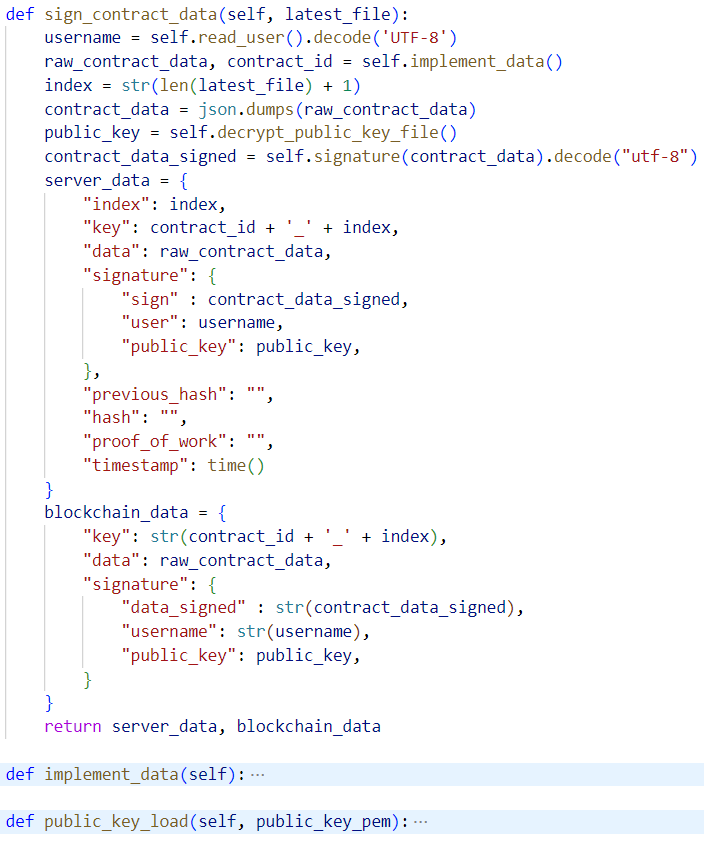 def sign_contract_data(self, latest_file):
    username = self.read_user().decode('UTF-8')
    raw_contract_data, contract_id = self.implement_data()
    index = str(len(latest_file) + 1)
    contract_data = json.dumps(raw_contract_data)
    public_key = self.decrypt_public_key_file()
    contract_data_signed = self.signature(contract_data).decode("utf-8")
    server_data = {
        "index": index,
        "key": contract_id + '_' + index,
        "data": raw_contract_data,
        "signature": {
            "sign" : contract_data_signed,
            "user": username,
            "public_key": public_key,
        },
        "previous_hash": "",
        "hash": "",
        "proof_of_work": "",
        "timestamp": time()
    }
    blockchain_data = {
        "key": str(contract_id + '_' + index),
        "data": raw_contract_data,
        "signature": {
            "data_signed" : str(contract_data_signed),
            "username": str(username),
            "public_key": public_key,
        }
    }
    return server_data, blockchain_data
def implement_data(self): ···
def public_key_load(self, public_key_pem): ···